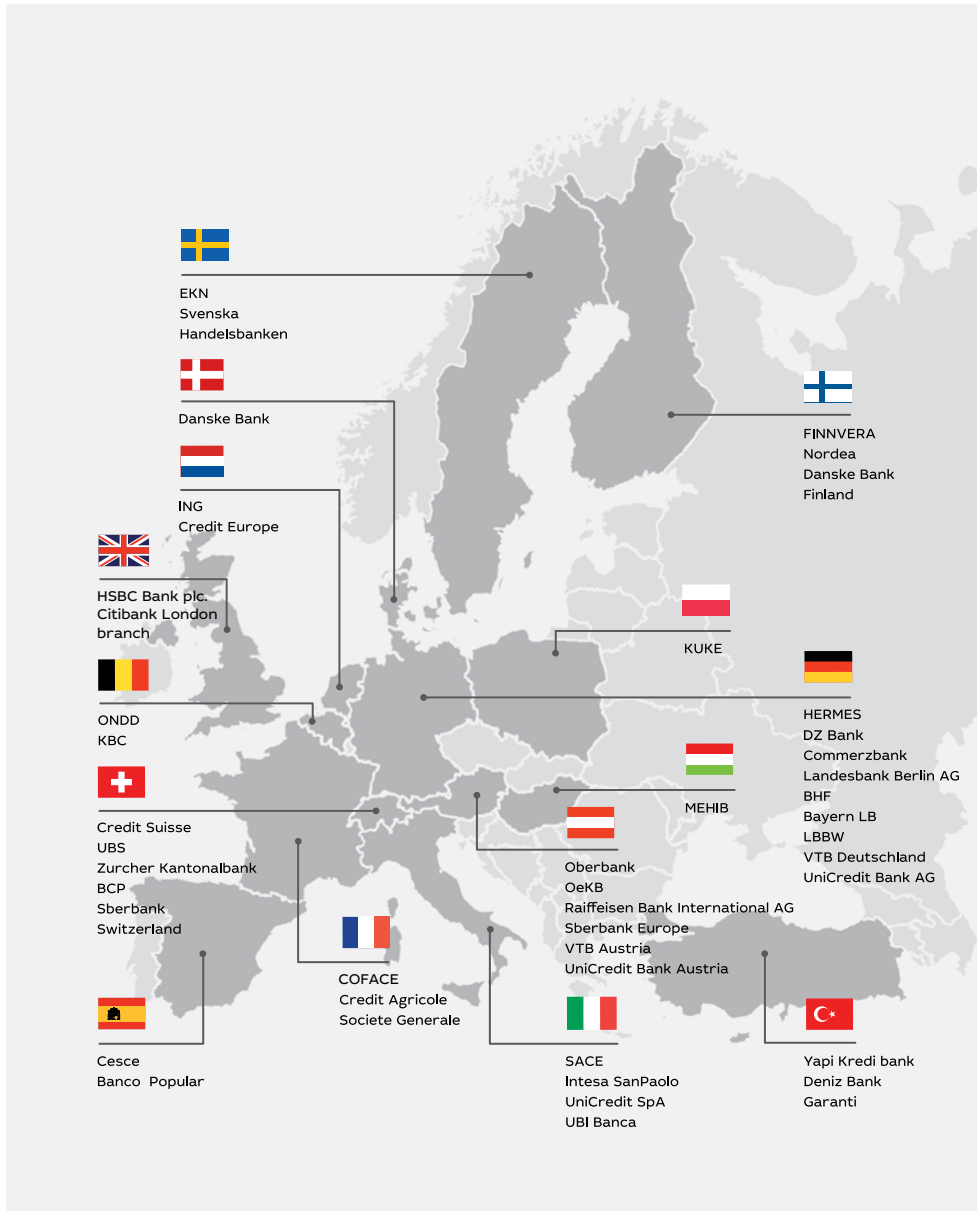 EKN
Svenska
Handelsbanken
Danske Bank
ING
Credit Europe
HSBC Bank plc.
Citibank London
branch
ONDD
KBC
Credit Suisse
UBS
Zurcher Kantonalbank
BCP
Sberbank
Switzerland
Cesce
Banco Popular
COFACE
Credit Agricole
Societe Generale
FINNVERA
Nordea
Danske Bank
Finland
KUKE
MEHIB
HERMES
DZ Bank
Commerzbank
Landesbank Berlin AG
BHF
Bayern LB
LBBW
VTB Deutschland
UniCredit Bank AG
Oberbank
OeKB
Raiffeisen Bank International AG
Sberbank Europe
VTB Austria
UniCredit Bank Austria
SACE
Intesa SanPaolo
UniCredit SpA
UBI Banca
Yapi Kredi bank
Deniz Bank
Garanti